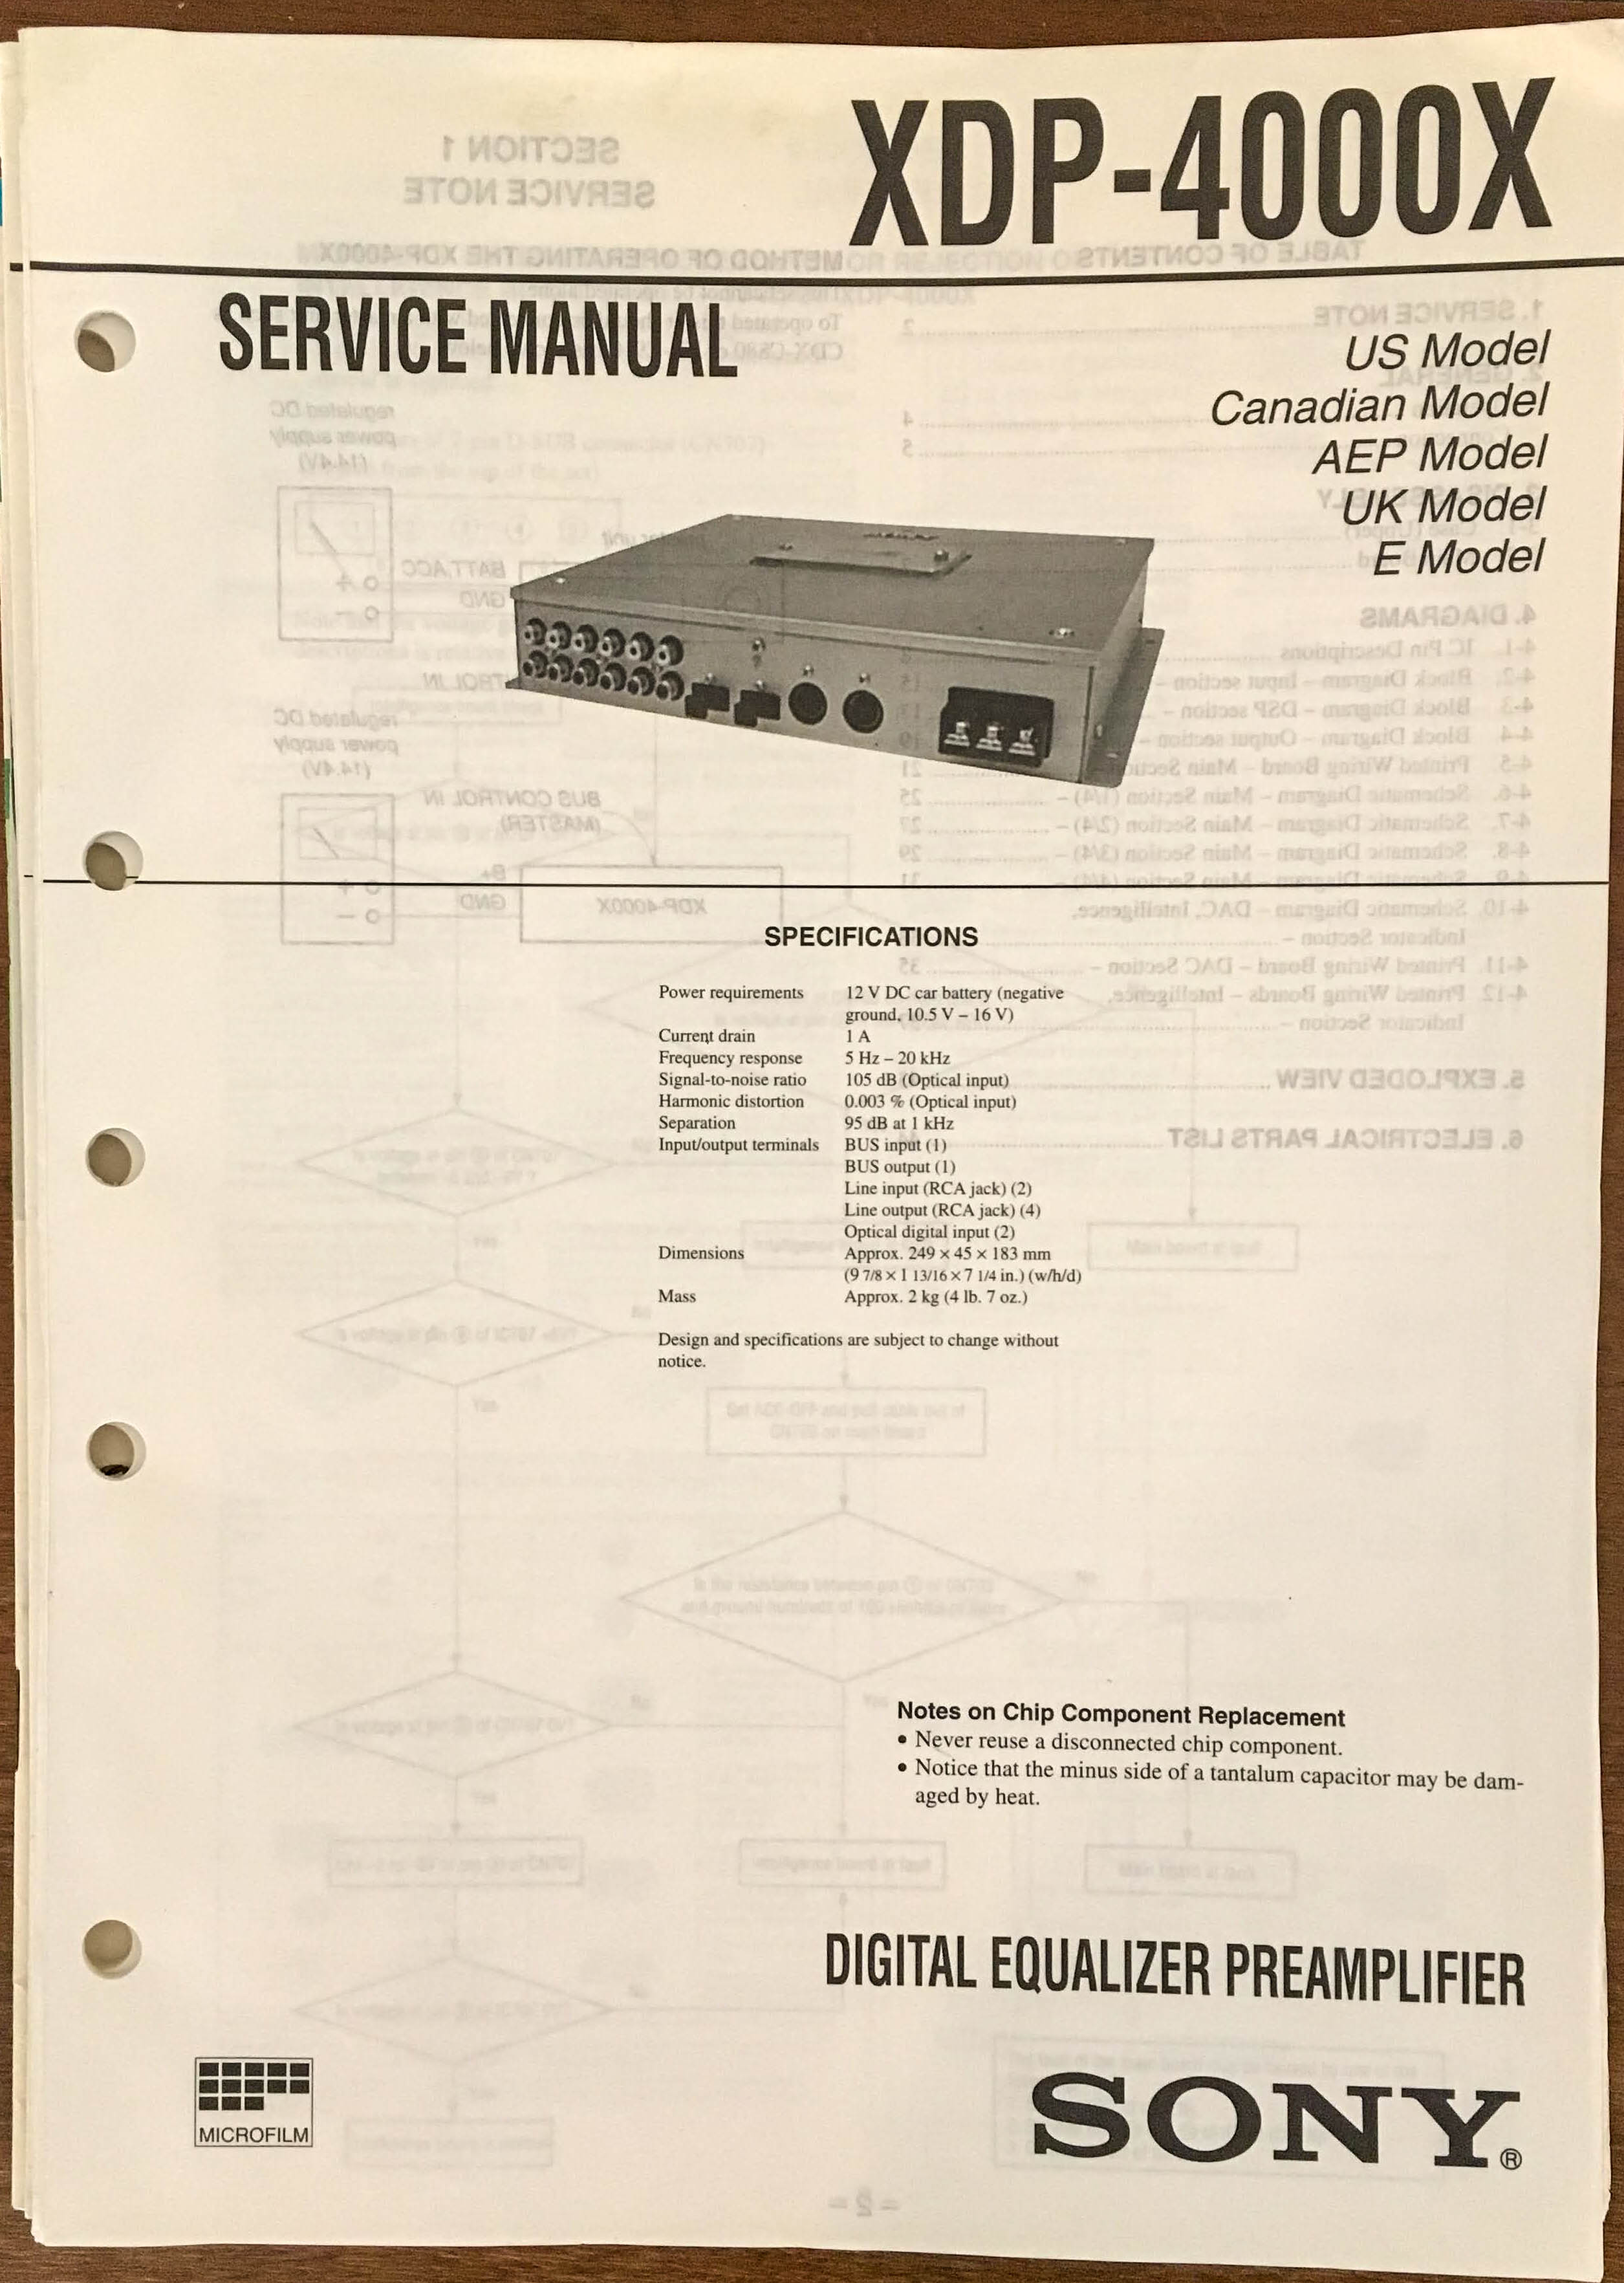 XDP-4000X
SERVICE MANUAL
US Model
Canadian Model
AEP Model
UK Model
E Model
SPECIFICATIONS
Power requirements 12 V DC car battery (negative
ground, 10.5 V – 16 V)
Current drain 1 A
Frequency response 5 Hz – 20 kHz
Signal-to-noise ratio 105 dB (Optical input)
Harmonic distortion 0.003 % (Optical input)
Separation 95 dB at 1 kHz
Input/output terminals BUS input (1)
BUS output (1)
Line input (RCA jack) (2)
Line output (RCA jack) (4)
Optical digital input (2)
Dimensions Approx. 249 × 45 × 183 mm
(9 7/8 × 1 13/16 × 7 1/4 in.) (w/h/d)
Mass Approx. 2 kg (4 lb. 7 oz.)
Design and specifications are subject to change without
notice.
Notes on Chip Component Replacement
• Never reuse a disconnected chip component.
• Notice that the minus side of a tantalum capacitor may be dam-
aged by heat.
DIGITAL EQUALIZER PREAMPLIFIER
MICROFILM
SONY®